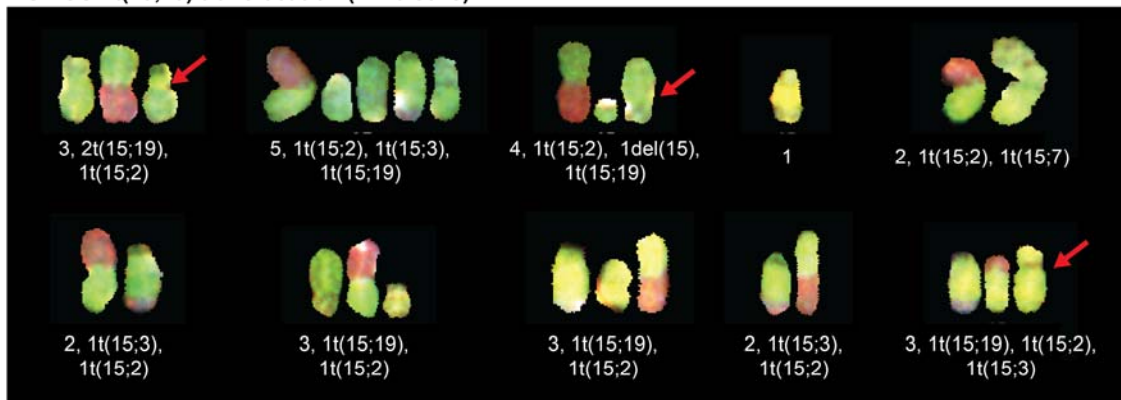 3, 2t(15;19),
1t(15;2)
5, 1t(15;2), 1t(15;3),
1t(15;19)
4, 1t(15;2), 1del(15),
1t(15;19)
1
2, 1t(15;2), 1t(15;7)
2, 1t(15;3),
1t(15;2)
3, 1t(15;19),
1t(15;2)
3, 1t(15;19),
1t(15;2)
2, 1t(15;3),
1t(15;2)
3, 1t(15;19), 1t(15;2),
1t(15;3)